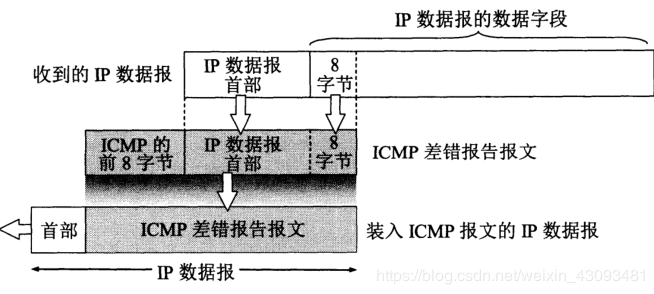 IP 数据报的数据字段
收到的 IP 数据报
IP 数据报
首部
8
字节
ICMP 的
前 8 字节
IP 数据报
首部
8
字节
ICMP 差错报告报文
首部
ICMP 差错报告报文
装入 ICMP 报文的 IP 数据报
IP 数据报
https://blog.csdn.net/weixin_43093481